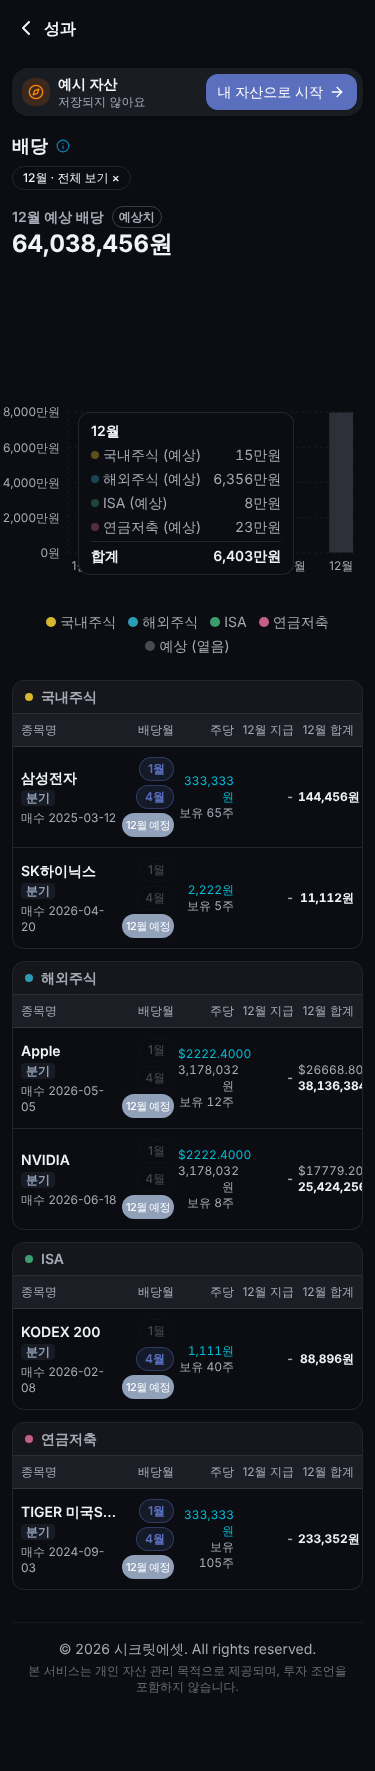 성과
예시 자산
저장되지 않아요
내 자산으로 시작 →
배당
12월 · 전체 보기 ×
12월 예상 배당 예상치
64,038,456원
8,000만원
6,000만원
4,000만원
2,000만원
0원
12월
국내주식 (예상) 15만원
해외주식 (예상) 6,356만원
ISA (예상) 8만원
연금저축 (예상) 23만원
합계 6,403만원
월 12월
국내주식 해외주식 ISA 연금저축
예상 (옅음)
국내주식
종목명 배당월 주당 12월 지급 12월 합계
삼성전자
분기
매수 2025-03-12
1월
4월
12월 예정
333,333
원
보유 65주
- 144,456원
SK하이닉스
분기
매수 2026-04-
20
1월
4월
12월 예정
2,222원
보유 5주
- 11,112원
해외주식
종목명 배당월 주당 12월 지급 12월 합계
Apple
분기
매수 2026-05-
05
1월
4월
12월 예정
$2222.4000
3,178,032
원
보유 12주
-
$26668.80
38,136,384
NVIDIA
분기
매수 2026-06-18
1월
4월
12월 예정
$2222.4000
3,178,032
원
보유 8주
-
$17779.20
25,424,256
ISA
종목명 배당월 주당 12월 지급 12월 합계
KODEX 200
분기
매수 2026-02-
08
1월
4월
12월 예정
1,111원
보유 40주
- 88,896원
연금저축
종목명 배당월 주당 12월 지급 12월 합계
TIGER 미국S...
분기
매수 2024-09-
03
1월
4월
12월 예정
333,333
원
보유
105주
- 233,352원
© 2026 시크릿에셋. All rights reserved.
본 서비스는 개인 자산 관리 목적으로 제공되며, 투자 조언을
포함하지 않습니다.